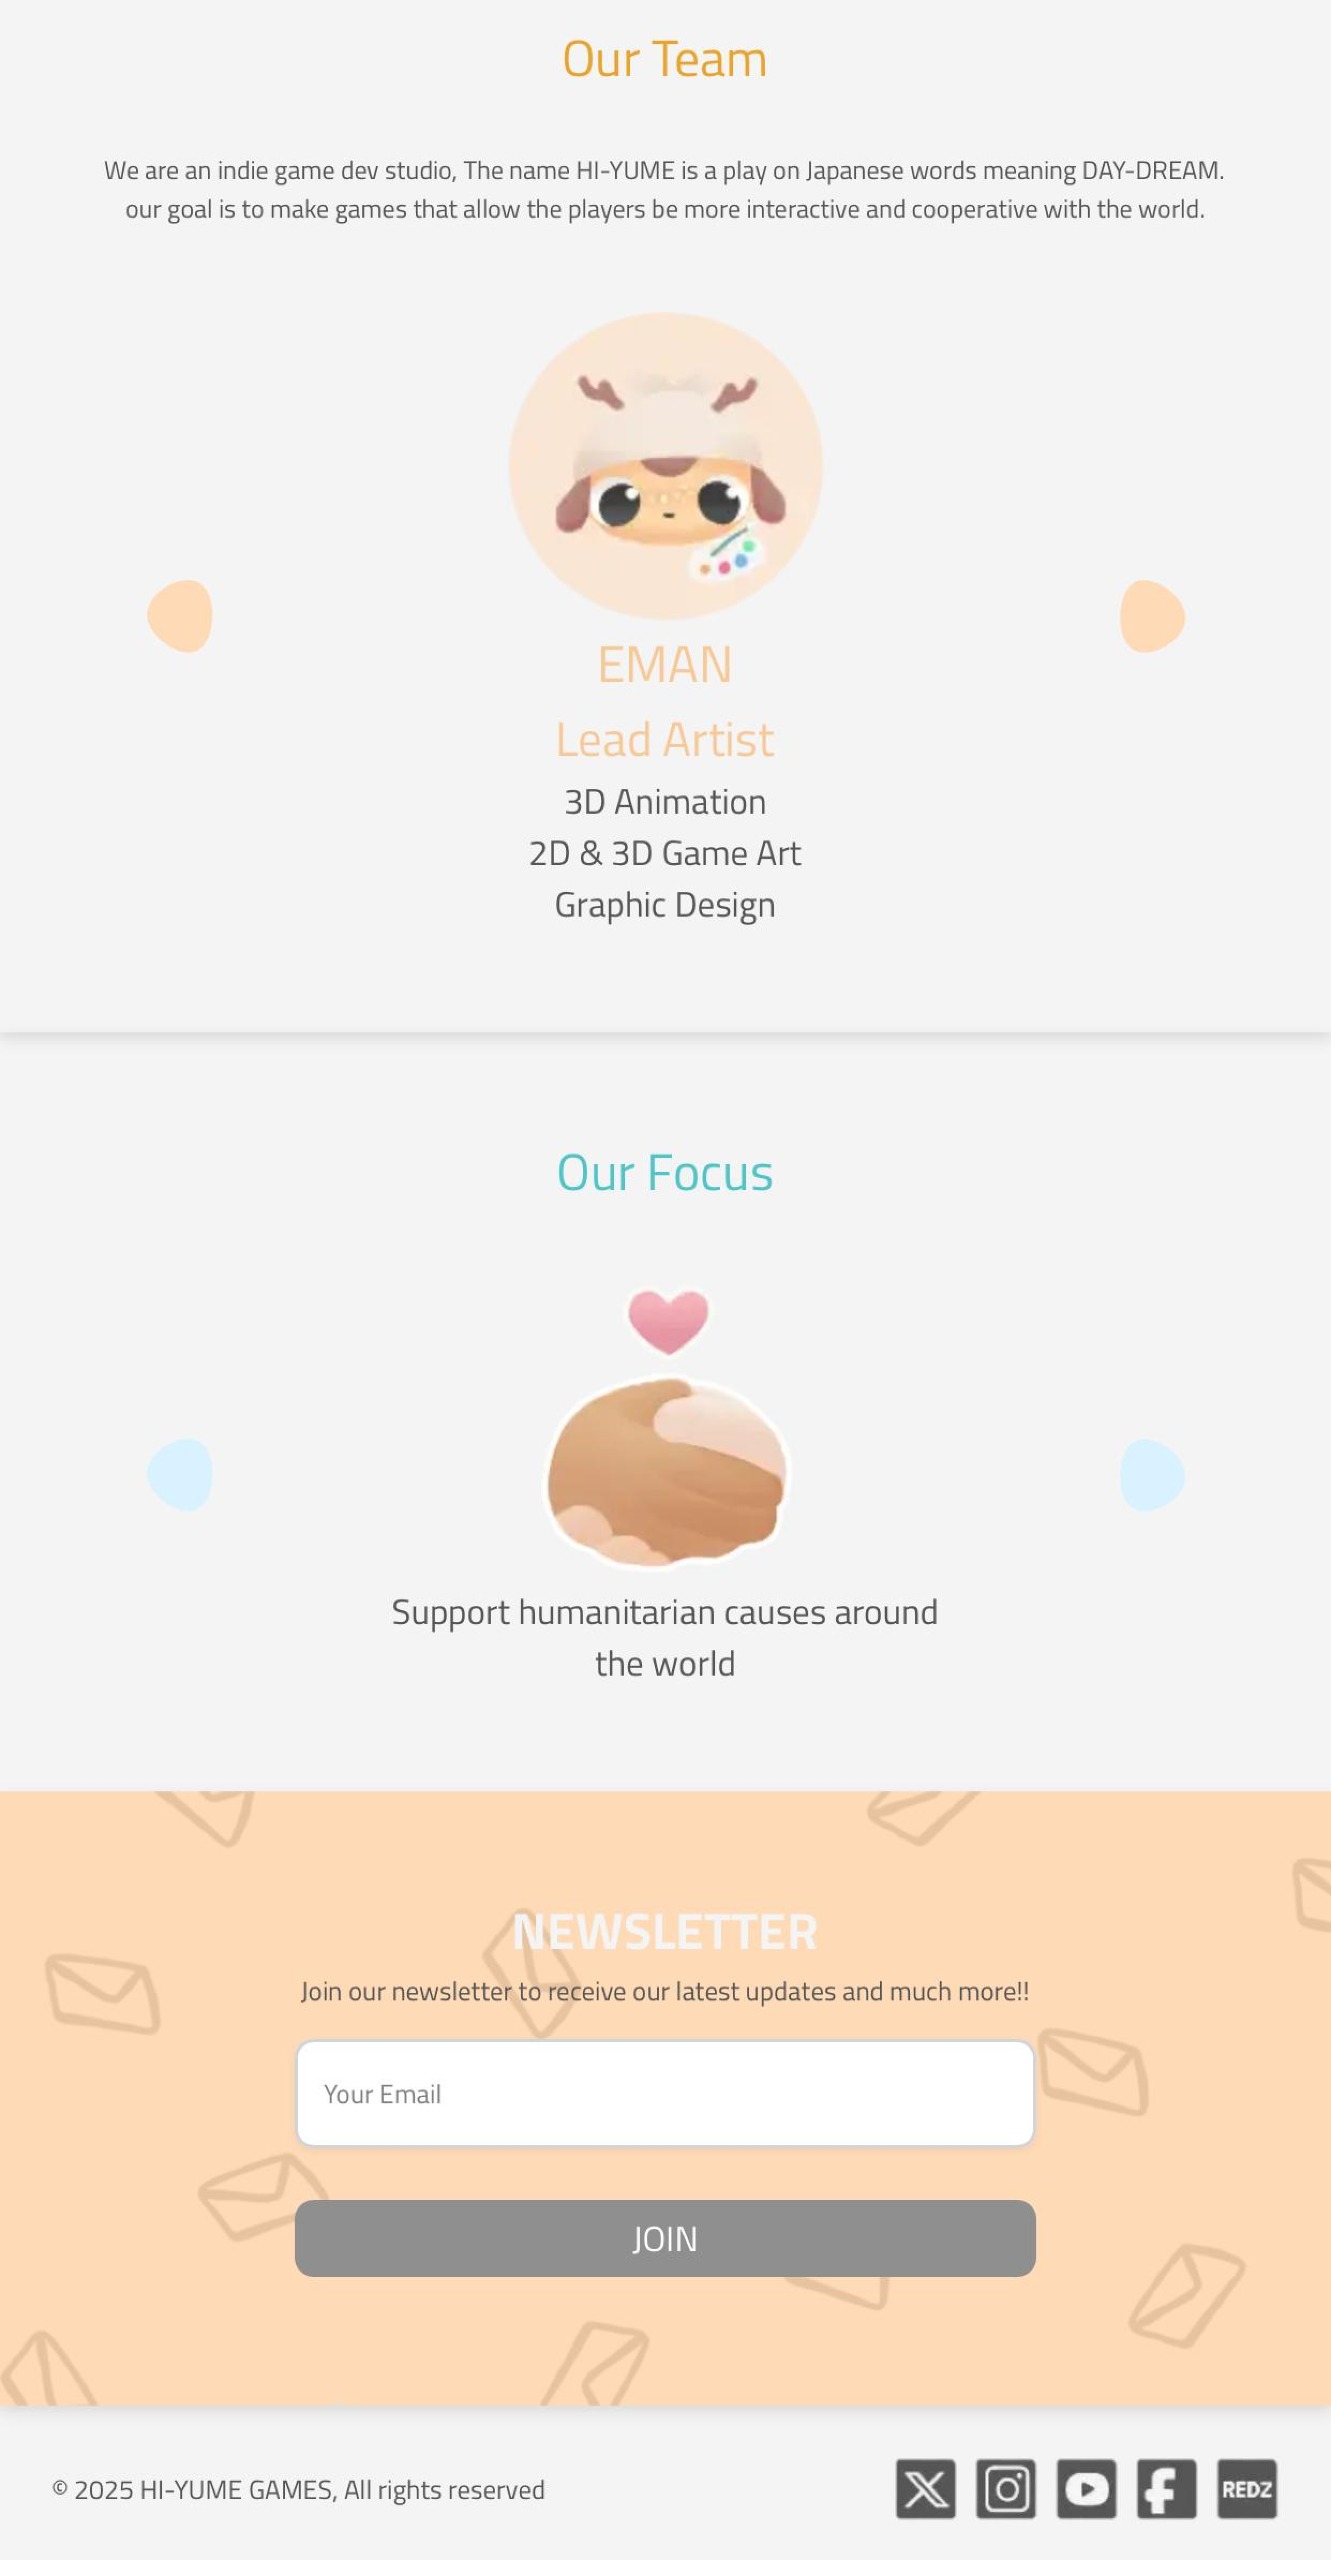 Our Team
We are an indie game dev studio, The name HI-YUME is a play on Japanese words meaning DAY-DREAM.
our goal is to make games that allow the players be more interactive and cooperative with the world.
EMAN
Lead Artist
3D Animation
2D & 3D Game Art
Graphic Design
Our Focus
Support humanitarian causes around
the world
NEWSLETTER
Join our newsletter to receive our latest updates and much more!!
Your Email
JOIN
© 2025 HI-YUME GAMES, All rights reserved
REDZ